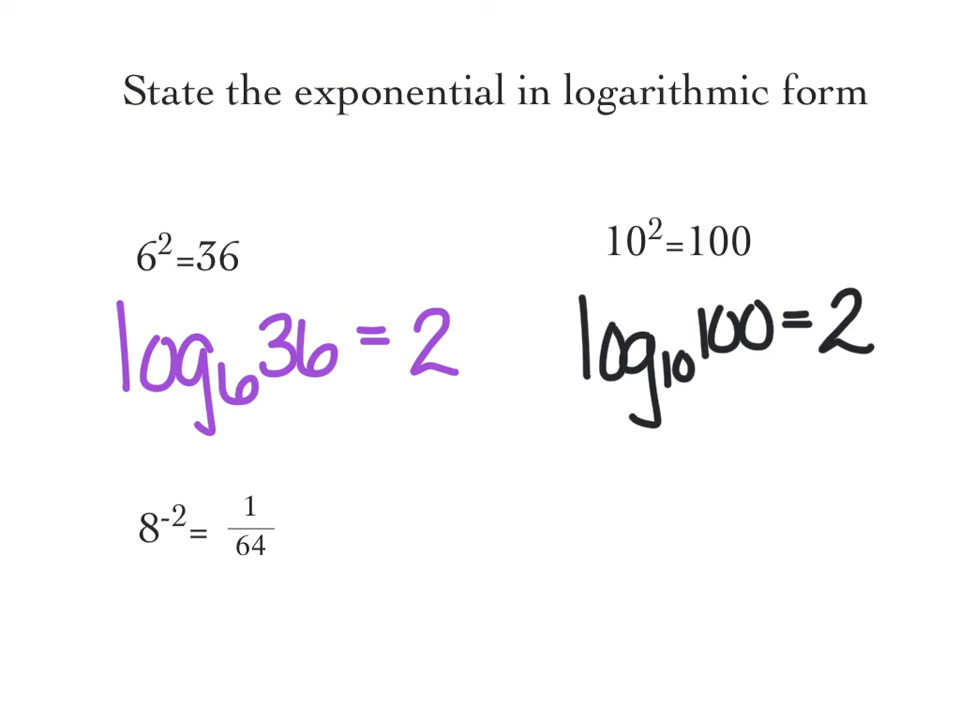 State the exponential in logarithmic form
6²=36
10²=100
log₆36=2
log₁₀100=2
8⁻²= 1/64